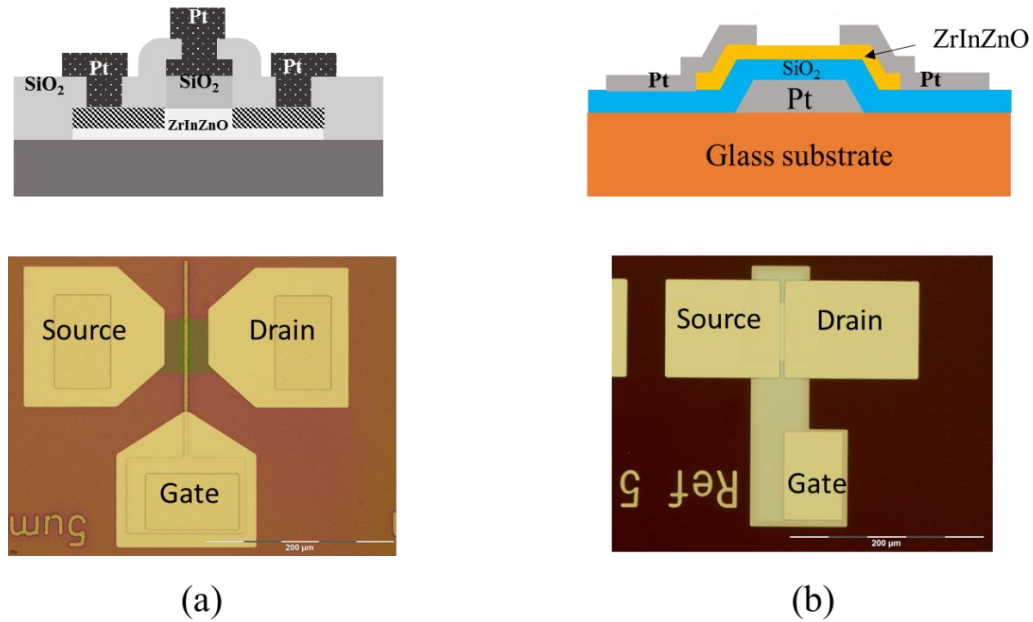 Pt
Pt
Pt
SiO2
SiO2
ZrInZnO
ZrInZnO
SiO2
Pt
Pt
Pt
Glass substrate
Source
Drain
Gate
5um
200 µm
Source
Drain
Gate
Ref 5
200 µm
(a)
(b)